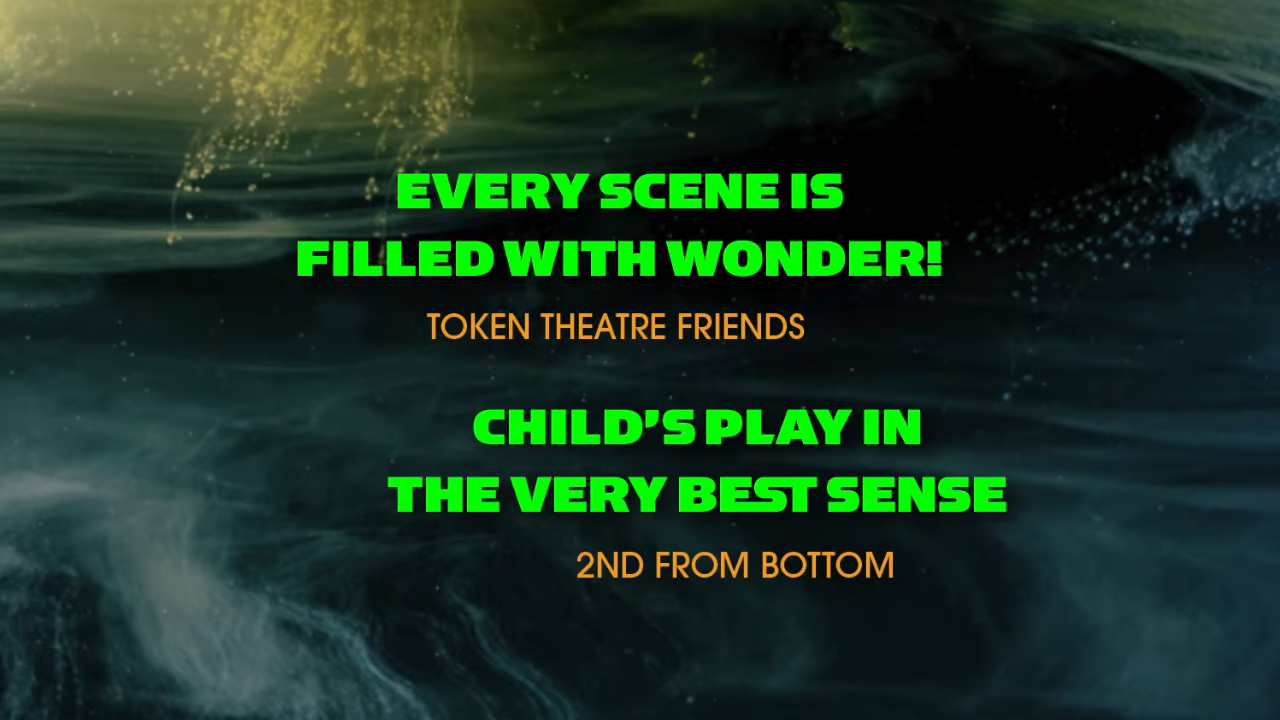 EVERY SCENE IS
FILLED WITH WONDER!
TOKEN THEATRE FRIENDS
CHILD'S PLAY IN
THE VERY BEST SENSE
2ND FROM BOTTOM